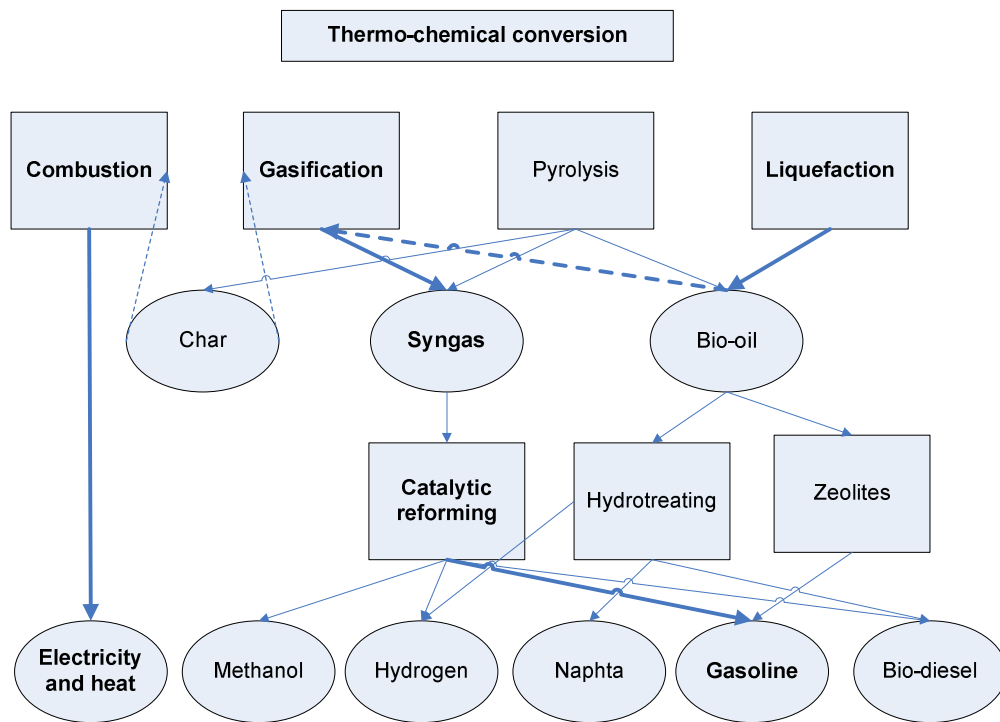 Thermo-chemical conversion
Combustion
Gasification
Pyrolysis
Liquefaction
Char
Syngas
Bio-oil
Catalytic
reforming
Hydrotreating
Zeolites
Electricity
and heat
Methanol
Hydrogen
Naphta
Gasoline
Bio-diesel